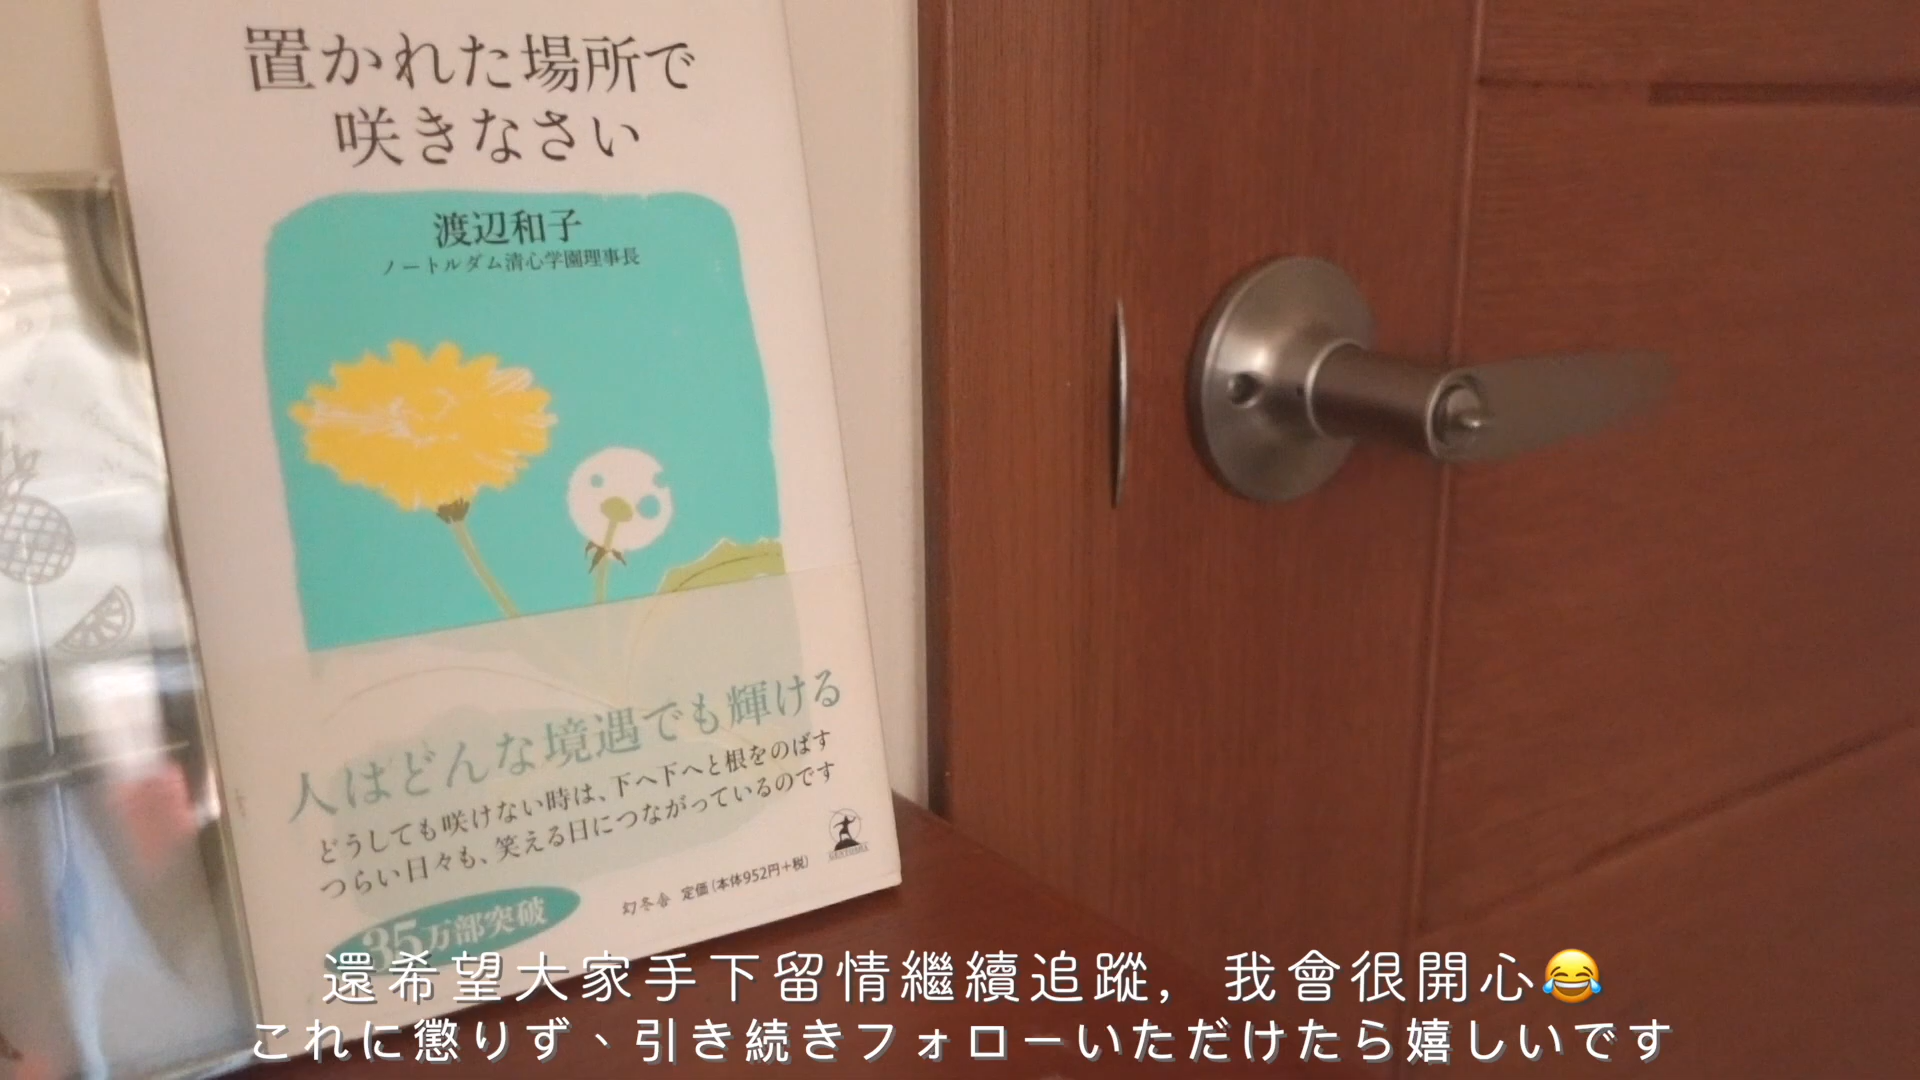 置かれた場所で
咲きなさい
渡辺和子
ノートルダム清心学園理事長
人はどんな境遇でも輝ける
どうしても咲けない時は、下へ下へと根をのばす
つらい日々も、笑える日につながっているのです
35万部突破
幻冬舎 定価(本体952円+税)
GENTOSHA
還希望大家手下留情繼續追蹤，我會很開心😂
これに懲りず、引き続きフォローいただけたら嬉しいです